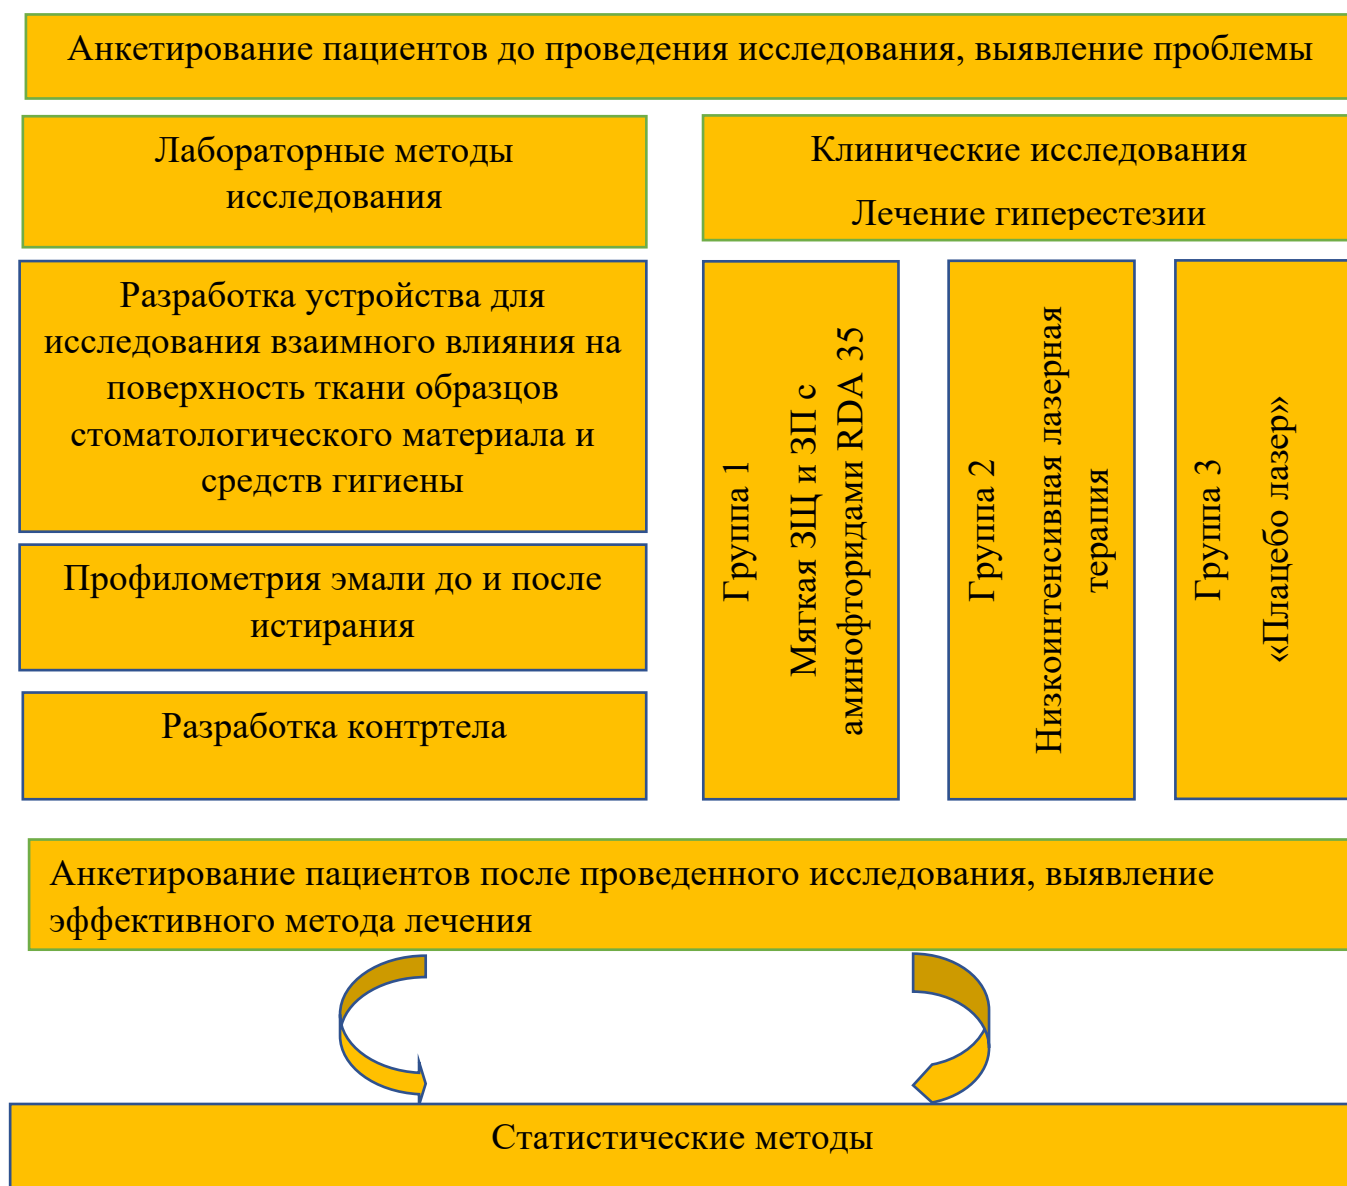 Анкетирование пациентов до проведения исследования, выявление проблемы
Лабораторные методы
исследования
Клинические исследования
Лечение гиперестезии
Разработка устройства для
исследования взаимного влияния на
поверхность ткани образцов
стоматологического материала и
средств гигиены
Профилометрия эмали до и после
истирания
Разработка контртела
Группа 1
Мягкая ЗЩ и ЗП с
аминофторидами RDA 35
Группа 2
Низкоинтенсивная лазерная
терапия
Группа 3
«Плацебо лазер»
Анкетирование пациентов после проведенного исследования, выявление
эффективного метода лечения
Статистические методы